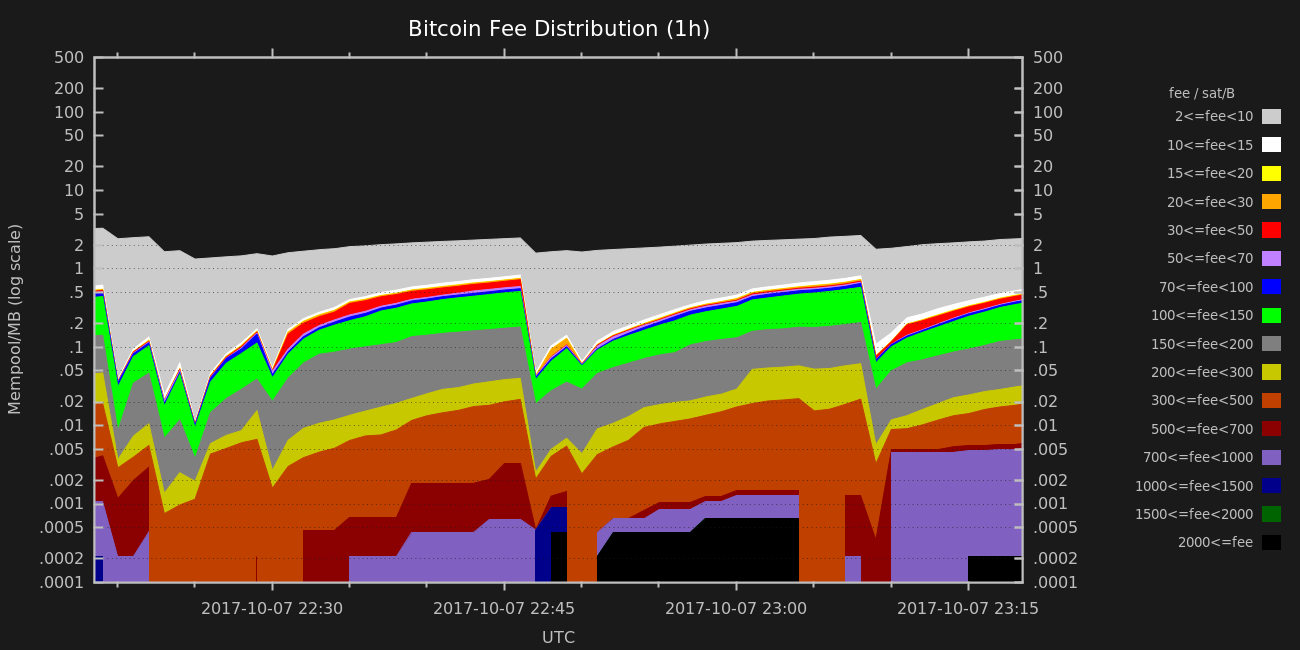 Bitcoin Fee Distribution (1h)
Mempool/MB (log scale)
500
200
100
50
20
10
5
2
1
.5
.2
.1
.05
.02
.01
.005
.002
.001
.0005
.0002
.0001
500
200
100
50
20
10
5
2
1
.5
.2
.1
.05
.02
.01
.005
.002
.001
.0005
.0002
.0001
2017-10-07 22:30
2017-10-07 22:45
2017-10-07 23:00
2017-10-07 23:15
UTC
fee / sat/B
2<=fee<10
10<=fee<15
15<=fee<20
20<=fee<30
30<=fee<50
50<=fee<70
70<=fee<100
100<=fee<150
150<=fee<200
200<=fee<300
300<=fee<500
500<=fee<700
700<=fee<1000
1000<=fee<1500
1500<=fee<2000
2000<=fee